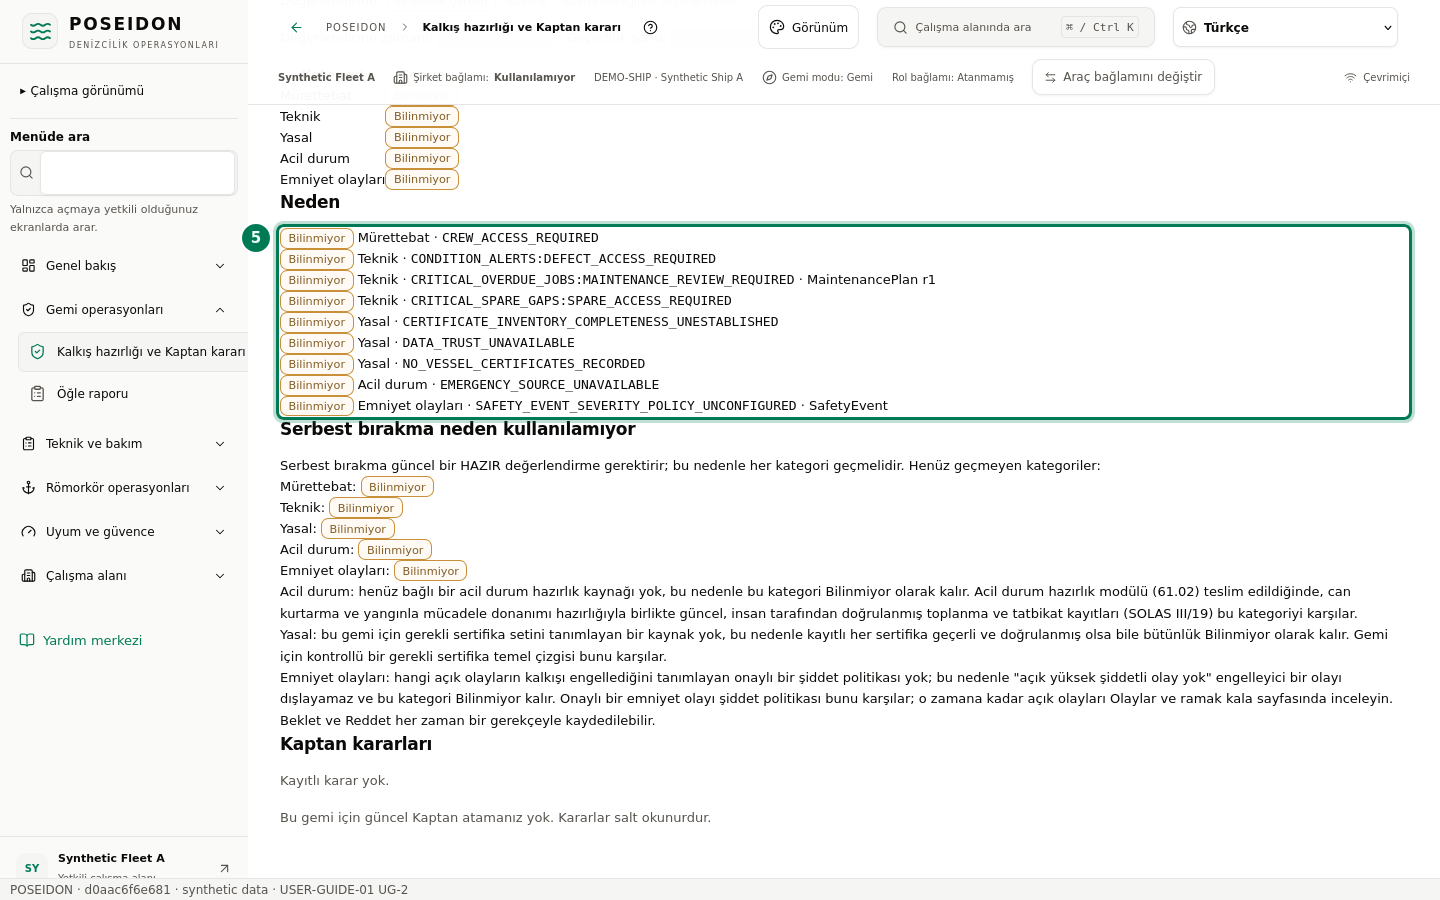 POSEIDON
DENİZCİLİK OPERASYONLARI
▸ Çalışma görünümü
Menüde ara
Yalnızca açmaya yetkili olduğunuz
ekranlarda arar.
Genel bakış
Gemi operasyonları
Kalkış hazırlığı ve Kaptan kararı
Öğle raporu
Teknik ve bakım
Römorkör operasyonları
Uyum ve güvence
Çalışma alanı
Yardım merkezi
SY
Synthetic Fleet A
Yetkili çalışma alanı
POSEIDON
Kalkış hazırlığı ve Kaptan kararı
Görünüm
Çalışma alanında ara
⌘ / Ctrl K
Türkçe
Synthetic Fleet A
Şirket bağlamı: Kullanılamıyor
DEMO-SHIP · Synthetic Ship A
Gemi modu: Gemi
Rol bağlamı: Atanmamış
Araç bağlamını değiştir
Çevrimiçi
Mürettebat
Teknik Bilinmiyor
Yasal Bilinmiyor
Acil durum Bilinmiyor
Emniyet olayları Bilinmiyor
Neden
5
Bilinmiyor Mürettebat · CREW_ACCESS_REQUIRED
Bilinmiyor Teknik · CONDITION_ALERTS:DEFECT_ACCESS_REQUIRED
Bilinmiyor Teknik · CRITICAL_OVERDUE_JOBS:MAINTENANCE_REVIEW_REQUIRED · MaintenancePlan r1
Bilinmiyor Teknik · CRITICAL_SPARE_GAPS:SPARE_ACCESS_REQUIRED
Bilinmiyor Yasal · CERTIFICATE_INVENTORY_COMPLETENESS_UNESTABLISHED
Bilinmiyor Yasal · DATA_TRUST_UNAVAILABLE
Bilinmiyor Yasal · NO_VESSEL_CERTIFICATES_RECORDED
Bilinmiyor Acil durum · EMERGENCY_SOURCE_UNAVAILABLE
Bilinmiyor Emniyet olayları · SAFETY_EVENT_SEVERITY_POLICY_UNCONFIGURED · SafetyEvent
Serbest bırakma neden kullanılamıyor
Serbest bırakma güncel bir HAZIR değerlendirme gerektirir; bu nedenle her kategori geçmelidir. Henüz geçmeyen kategoriler:
Mürettebat: Bilinmiyor
Teknik: Bilinmiyor
Yasal: Bilinmiyor
Acil durum: Bilinmiyor
Emniyet olayları: Bilinmiyor
Acil durum: henüz bağlı bir acil durum hazırlık kaynağı yok, bu nedenle bu kategori Bilinmiyor olarak kalır. Acil durum hazırlık modülü (61.02) teslim edildiğinde, can
kurtarma ve yangınla mücadele donanımı hazırlığıyla birlikte güncel, insan tarafından doğrulanmış toplanma ve tatbikat kayıtları (SOLAS III/19) bu kategoriyi karşılar.
Yasal: bu gemi için gerekli sertifika setini tanımlayan bir kaynak yok, bu nedenle kayıtlı her sertifika geçerli ve doğrulanmış olsa bile bütünlük Bilinmiyor olarak kalır. Gemi
için kontrollü bir gerekli sertifika temel çizgisi bunu karşılar.
Emniyet olayları: hangi açık olayların kalkışı engellediğini tanımlayan onaylı bir şiddet politikası yok; bu nedenle "açık yüksek şiddetli olay yok" engelleyici bir olayı
dışlayamaz ve bu kategori Bilinmiyor kalır. Onaylı bir emniyet olayı şiddet politikası bunu karşılar; o zamana kadar açık olayları Olaylar ve ramak kala sayfasında inceleyin.
Beklet ve Reddet her zaman bir gerekçeyle kaydedilebilir.
Kaptan kararları
Kayıtlı karar yok.
Bu gemi için güncel Kaptan atamanız yok. Kararlar salt okunurdur.
POSEIDON · d0aac6f6e681 · synthetic data · USER-GUIDE-01 UG-2